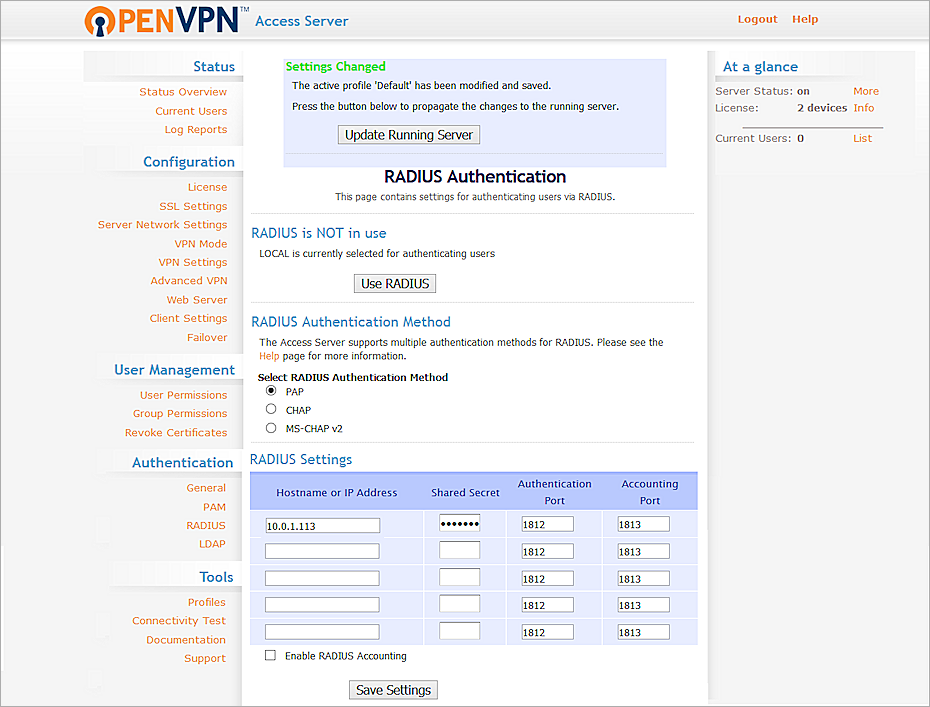 OPENVPN™ Access Server
Logout Help
Status
Status Overview
Current Users
Log Reports
Configuration
License
SSL Settings
Server Network Settings
VPN Mode
VPN Settings
Advanced VPN
Web Server
Client Settings
Failover
User Management
User Permissions
Group Permissions
Revoke Certificates
Authentication
General
PAM
RADIUS
LDAP
Tools
Profiles
Connectivity Test
Documentation
Support
Settings Changed
The active profile 'Default' has been modified and saved.
Press the button below to propagate the changes to the running server.
Update Running Server
RADIUS Authentication
This page contains settings for authenticating users via RADIUS.
RADIUS is NOT in use
LOCAL is currently selected for authenticating users
Use RADIUS
RADIUS Authentication Method
The Access Server supports multiple authentication methods for RADIUS. Please see the
Help page for more information.
Select RADIUS Authentication Method
PAP
CHAP
MS-CHAP v2
RADIUS Settings
Hostname or IP Address Shared Secret Authentication Port Accounting Port
10.0.1.113 ••••••• 1812 1813
1812 1813
1812 1813
1812 1813
1812 1813
Enable RADIUS Accounting
Save Settings
At a glance
Server Status: on More
License: 2 devices Info
Current Users: 0 List